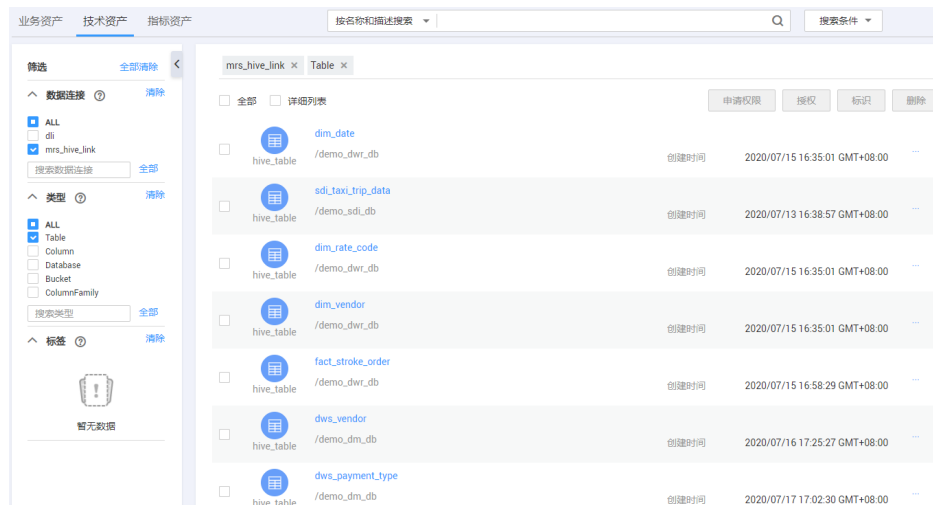 业务资产 技术资产 指标资产 按名称和描述搜索 搜索条件
筛选 全部清除
数据连接 清除
ALL
dli
mrs_hive_link
搜索数据连接 全部
类型 清除
ALL
Table
Column
Database
Bucket
ColumnFamily
搜索类型 全部
标签 清除
暂无数据
mrs_hive_link × Table ×
全部 详细列表 申请权限 授权 标识 删除
dim_date
/demo_dwr_db
hive_table 创建时间 2020/07/15 16:35:01 GMT+08:00 ...
sdi_taxi_trip_data
/demo_sdi_db
hive_table 创建时间 2020/07/13 16:38:57 GMT+08:00 ...
dim_rate_code
/demo_dwr_db
hive_table 创建时间 2020/07/15 16:35:01 GMT+08:00 ...
dim_vendor
/demo_dwr_db
hive_table 创建时间 2020/07/15 16:35:01 GMT+08:00 ...
fact_stroke_order
/demo_dwr_db
hive_table 创建时间 2020/07/15 16:58:29 GMT+08:00 ...
dws_vendor
/demo_dm_db
hive_table 创建时间 2020/07/16 17:25:27 GMT+08:00 ...
dws_payment_type
/demo_dm_db
hive_table 创建时间 2020/07/17 17:02:30 GMT+08:00 ...